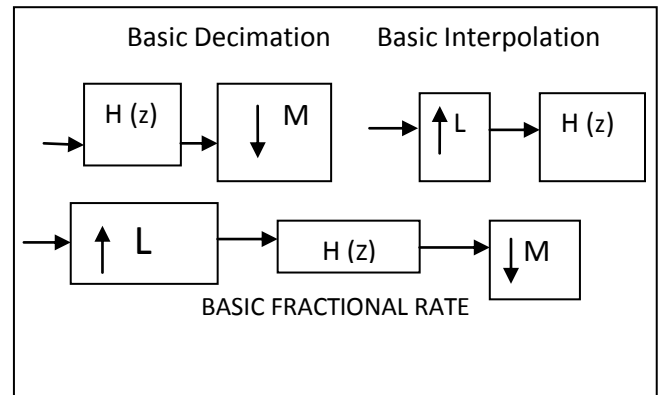 Basic Decimation Basic Interpolation
H (z) ↓ M ↑ L H (z)
↑ L H (z) ↓ M
BASIC FRACTIONAL RATE